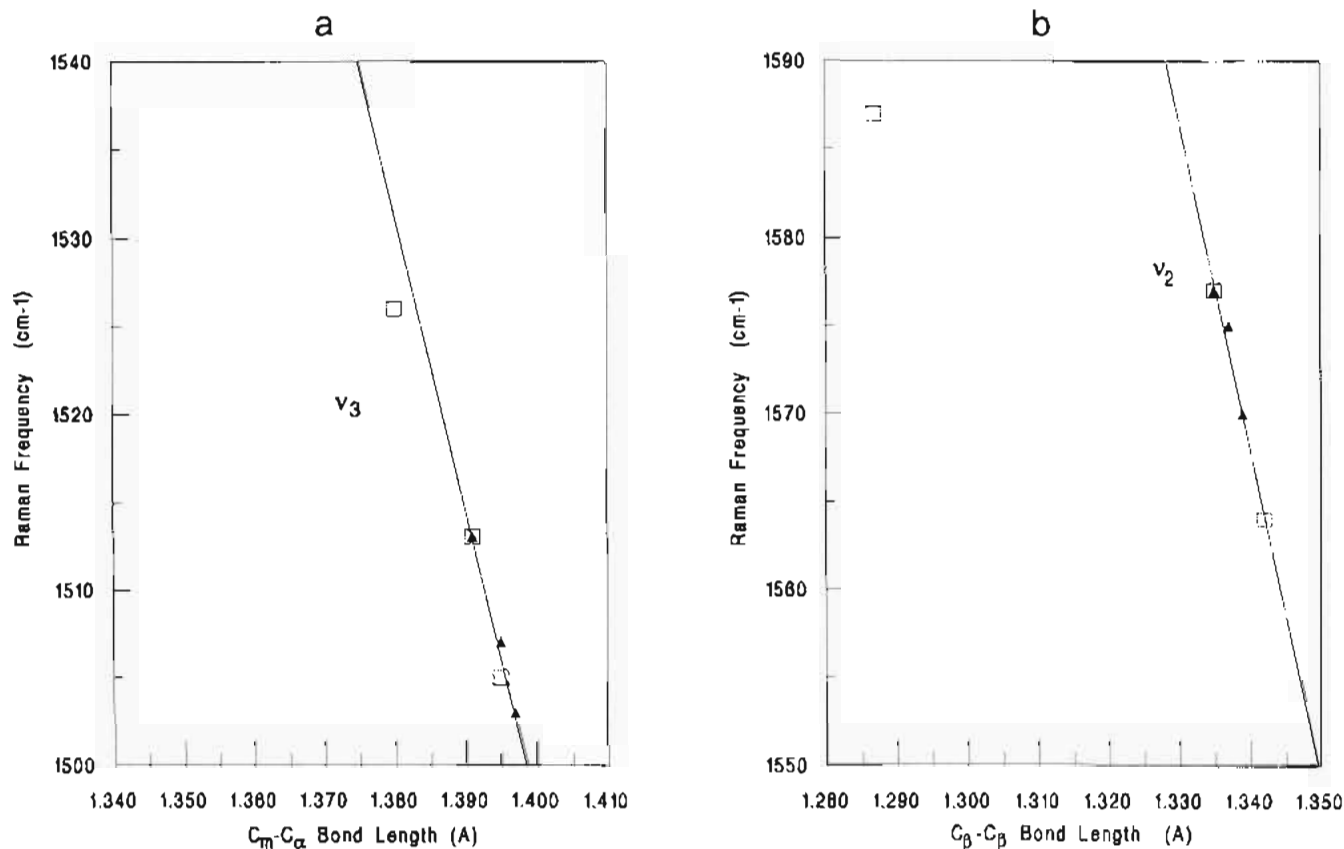 a
1540
1530
1520
1510
1500
Raman Frequency (cm-1)
ν3
1.340 1.350 1.360 1.370 1.380 1.390 1.400 1.410
Cm-Cα Bond Length (A)
b
1590
1580
1570
1560
1550
Raman Frequency (cm-1)
ν2
1.280 1.290 1.300 1.310 1.320 1.330 1.340 1.350
Cβ-Cβ Bond Length (A)